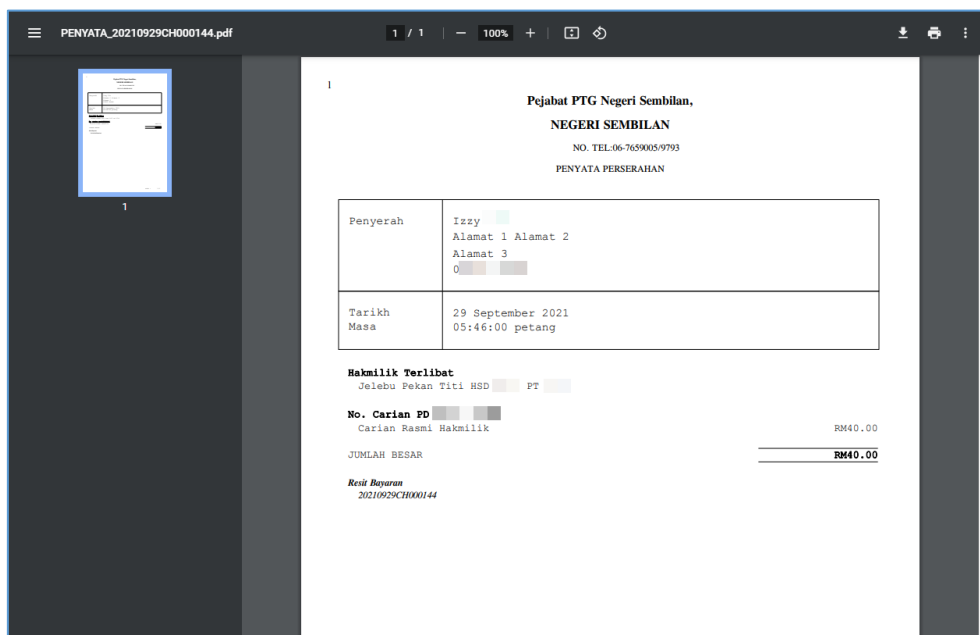 PENYATA_20210929CH000144.pdf
1 / 1
100%
1
1
Pejabat PTG Negeri Sembilan,
NEGERI SEMBILAN
NO. TEL:06-7659005/9793
PENYATA PERSERAHAN
Penyerah
Izzy
Alamat 1 Alamat 2
Alamat 3
0
Tarikh 29 September 2021
Masa 05:46:00 petang
Hakmilik Terlibat
Jelebu Pekan Titi HSD PT
No. Carian PD
Carian Rasmi Hakmilik RM40.00
JUMLAH BESAR RM40.00
Resit Bayaran
20210929CH000144